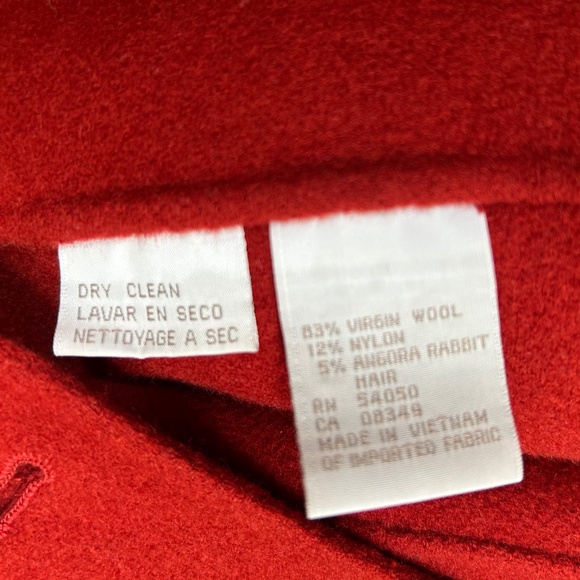 DRY CLEAN
LAVAR EN SECO
NETTOYAGE A SEC
83% VIRGIN WOOL
12% NYLON
5% ANGORA RABBIT
HAIR
RN 54050
CA 08349
MADE IN VIETNAM
OF IMPORTED FABRIC